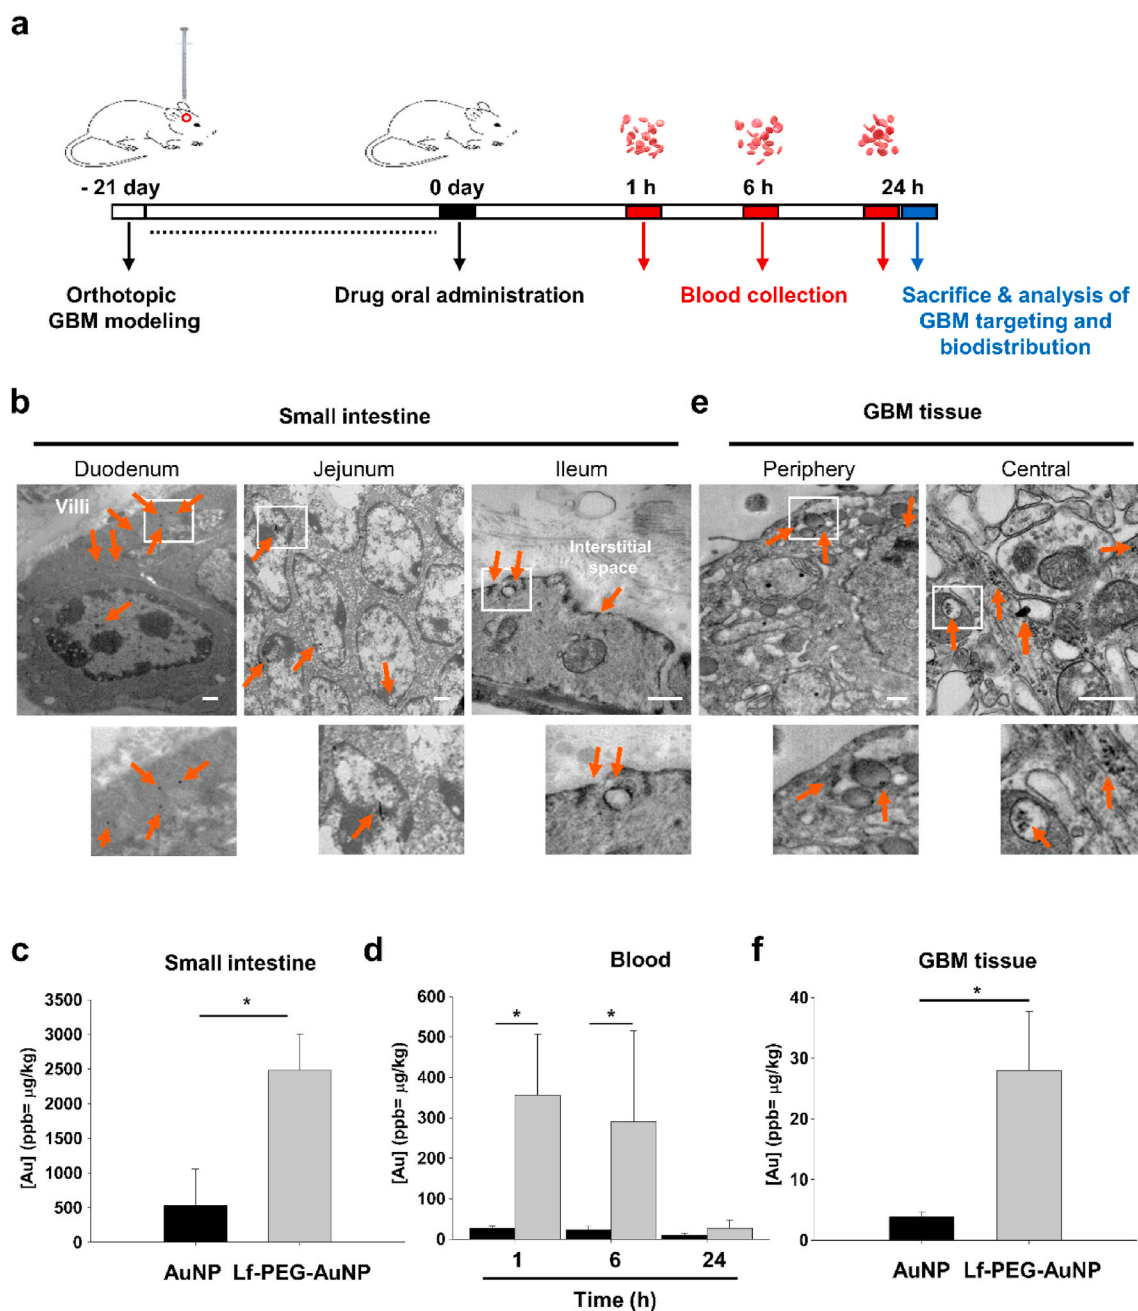 a
- 21 day
0 day
1 h
6 h
24 h
Orthotopic
GBM modeling
Drug oral administration
Blood collection
Sacrifice & analysis of
GBM targeting and
biodistribution
b
Small intestine
Duodenum
Jejunum
Ileum
Villi
Interstitial
space
e
GBM tissue
Periphery
Central
c
Small intestine
[Au] (ppb= μg/kg)
3500
3000
2500
2000
1500
1000
500
0
*
AuNP
Lf-PEG-AuNP
d
Blood
[Au] (ppb= μg/kg)
600
500
400
300
200
100
0
*
*
1
6
24
Time (h)
f
GBM tissue
[Au] (ppb= μg/kg)
40
30
20
10
0
*
AuNP
Lf-PEG-AuNP